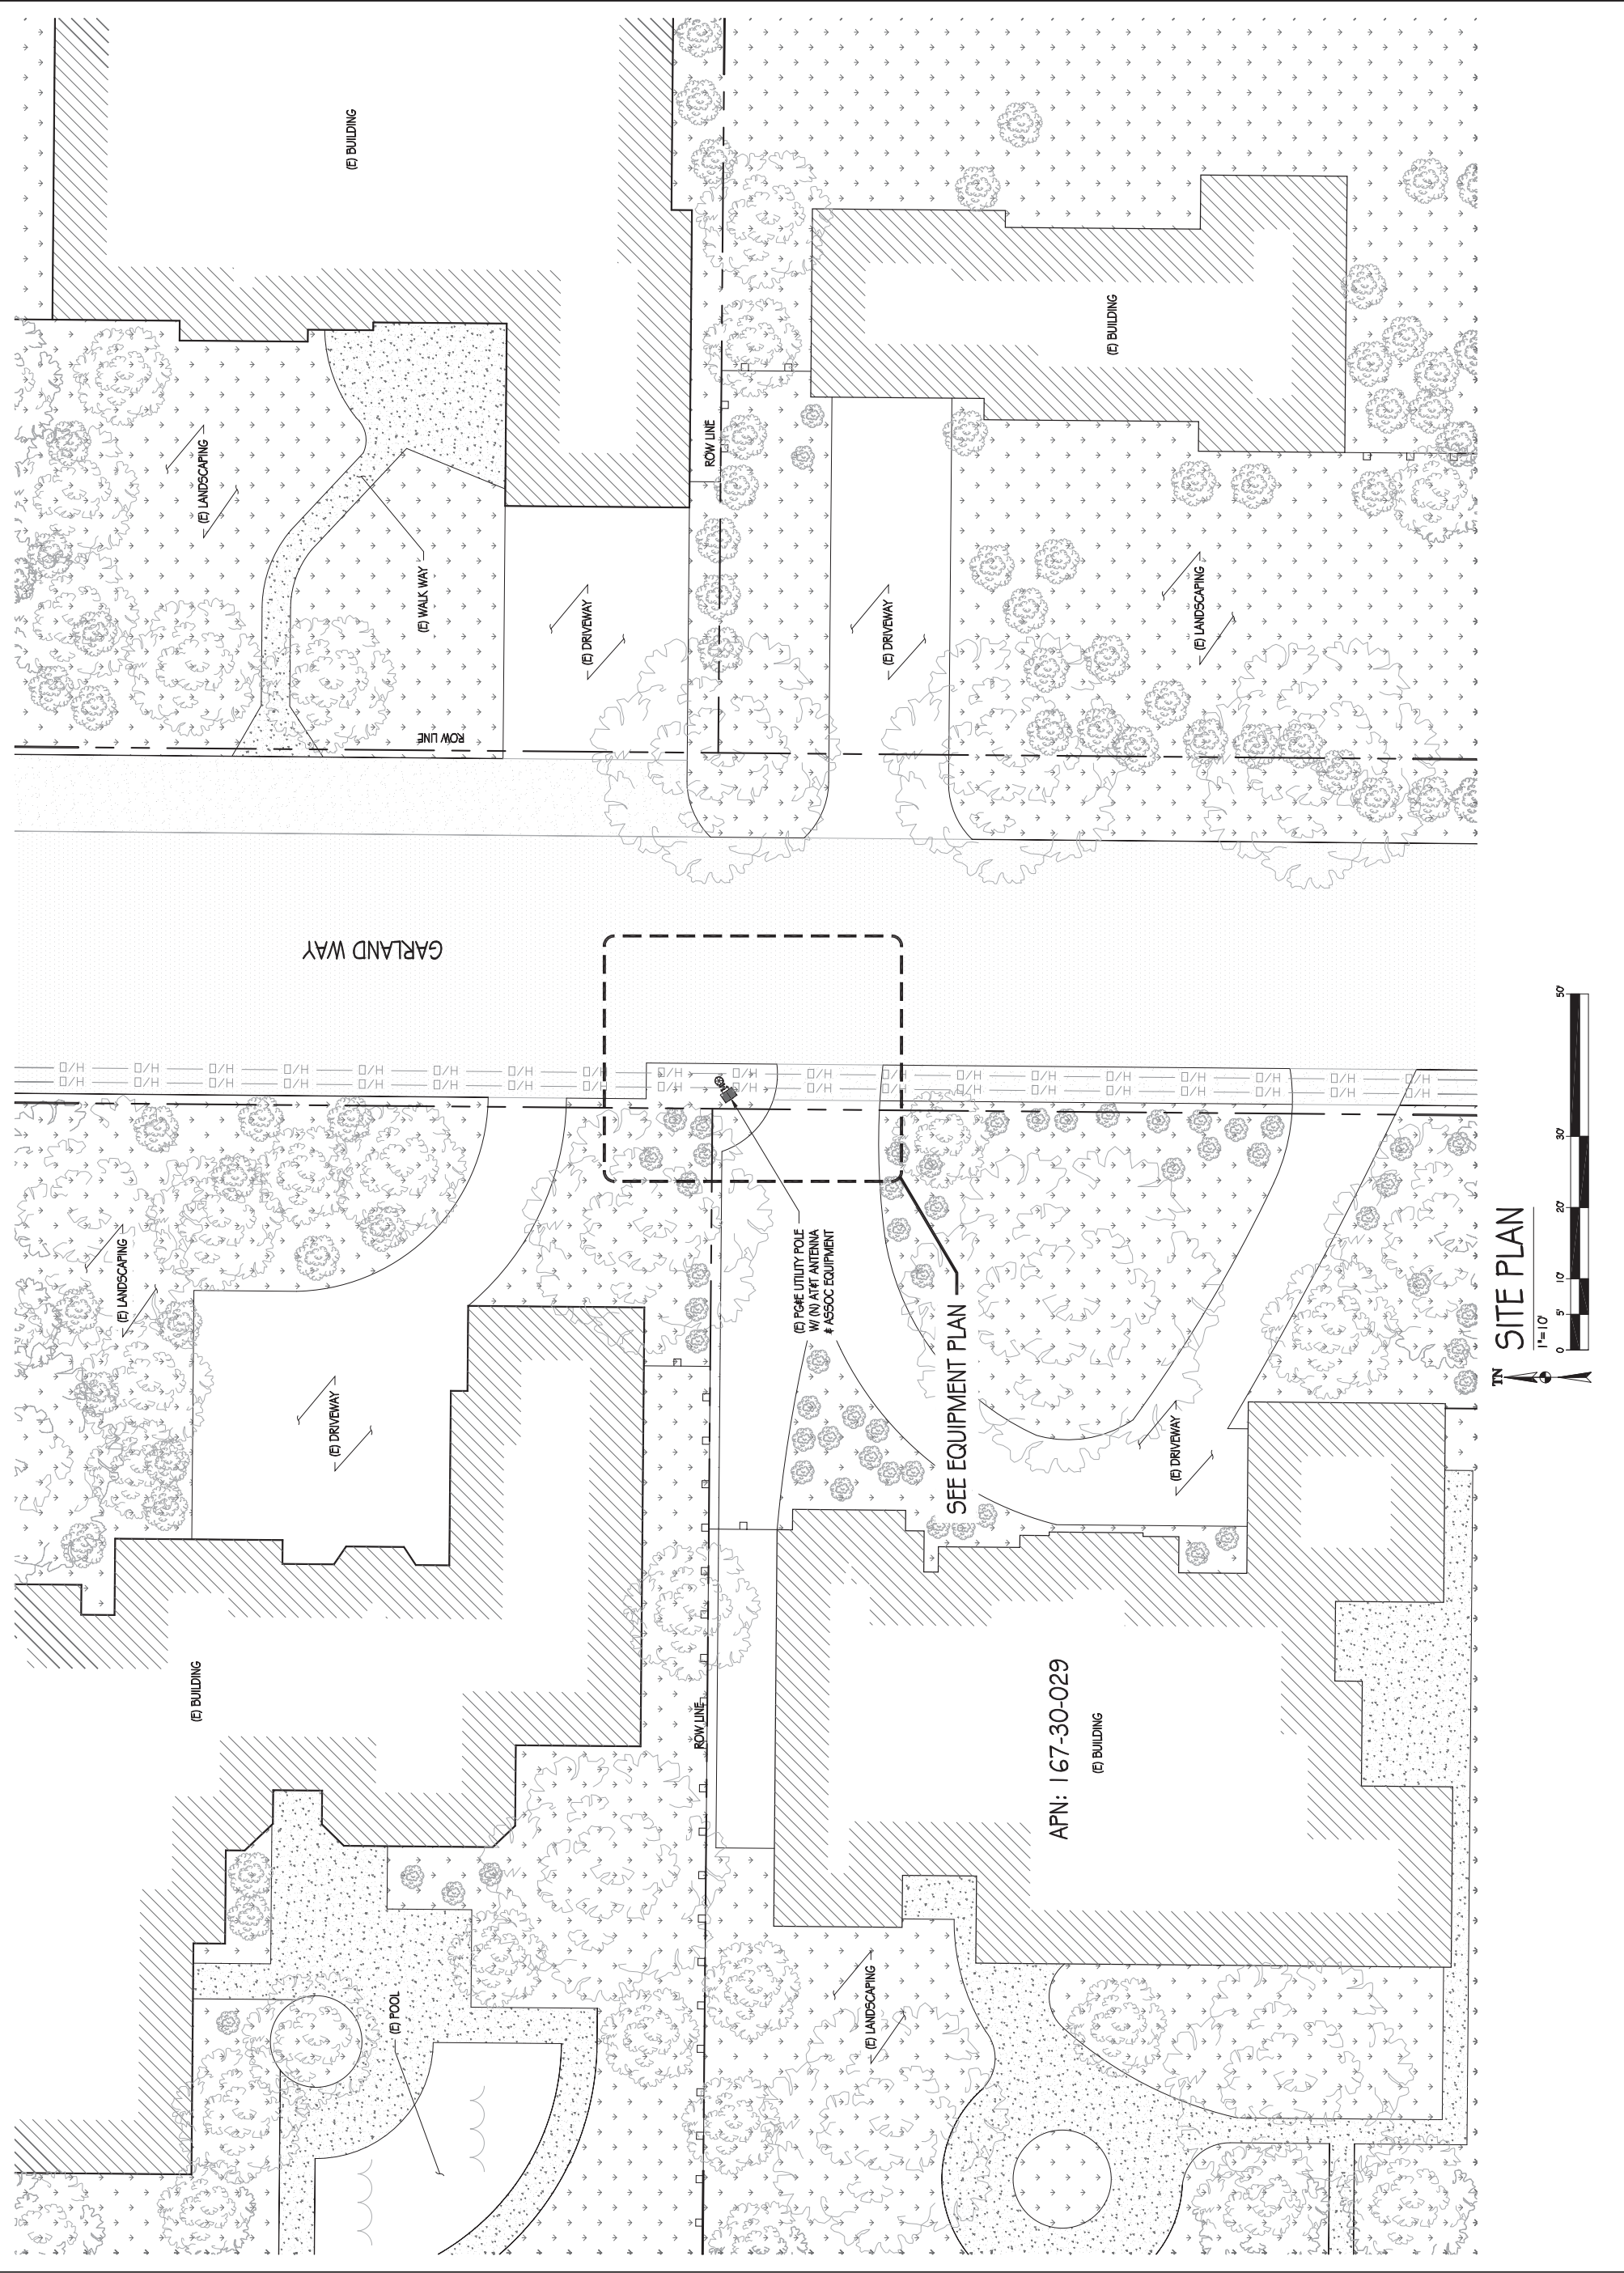 (E) BUILDING
(E) LANDSCAPING
ROW LINE
(E) BUILDING
(E) WALK WAY
(E) DRIVEWAY
(E) DRIVEWAY
(E) LANDSCAPING
ROW LINE
GARLAND WAY
▯/H ▯/H ▯/H ▯/H ▯/H ▯/H ▯/H ▯/H ▯/H ▯/H ▯/H ▯/H ▯/H ▯/H ▯/H ▯/H ▯/H ▯/H ▯/H
▯/H ▯/H ▯/H ▯/H ▯/H ▯/H ▯/H ▯/H ▯/H ▯/H ▯/H ▯/H ▯/H ▯/H ▯/H ▯/H ▯/H ▯/H ▯/H
(E) LANDSCAPING
(E) PG&E UTILITY POLE
W/ (N) AT&T ANTENNA
& ASSOC EQUIPMENT
SEE EQUIPMENT PLAN
(E) DRIVEWAY
(E) DRIVEWAY
(E) BUILDING
ROW LINE
APN: 167-30-029
(E) BUILDING
(E) POOL
(E) LANDSCAPING
TN
SITE PLAN
1"=10'
0 5' 10' 20' 30' 50'